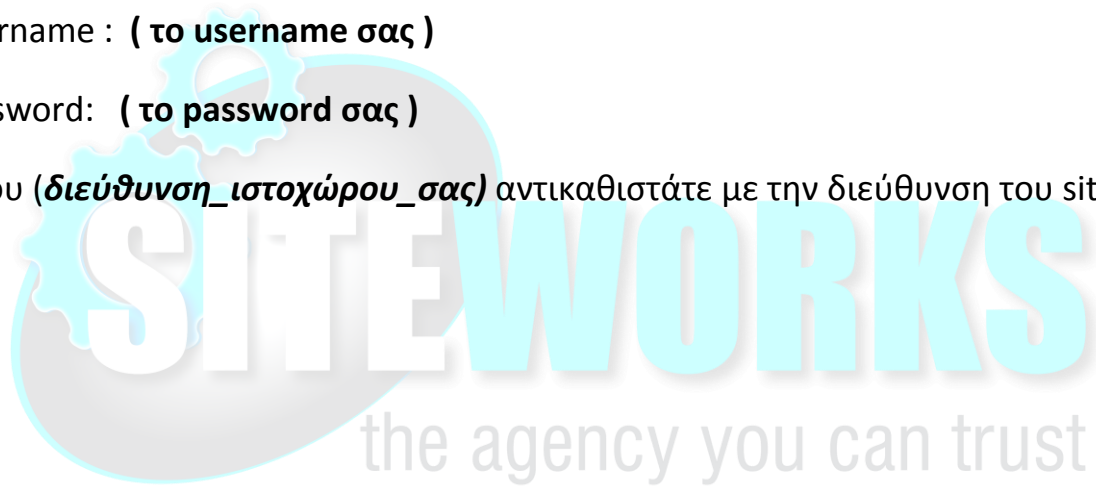 rname : ( το username σας )
sword: ( το password σας )
ου (διεύθυνση_ιστοχώρου_σας) αντικαθιστάτε με την διεύθυνση του sit
SITEWORKS
the agency you can trust